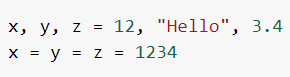 x, y, z = 12, "Hello", 3.4
x = y = z = 1234